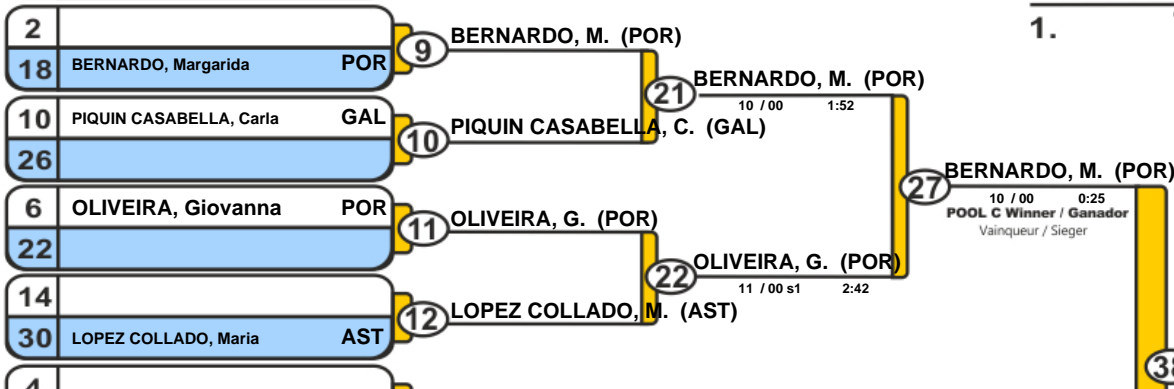 1.
2
18 BERNARDO, Margarida POR
10 PIQUIN CASABELLA, Carla GAL
26
6 OLIVEIRA, Giovanna POR
22
14
30 LOPEZ COLLADO, Maria AST
4
9 BERNARDO, M. (POR)
10 PIQUIN CASABELLA, C. (GAL)
11 OLIVEIRA, G. (POR)
12 LOPEZ COLLADO, M. (AST)
21 BERNARDO, M. (POR)
10 / 00 1:52
22 OLIVEIRA, G. (POR)
11 / 00 s1 2:42
27 BERNARDO, M. (POR)
10 / 00 0:25
POOL C Winner / Ganador
Vainqueur / Sieger